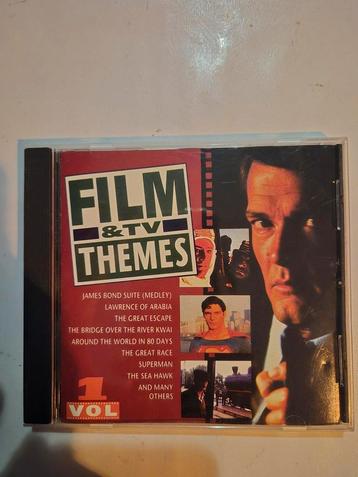 FILM
& TV
THEMES
JAMES BOND SUITE (MEDLEY)
LAWRENCE OF ARABIA
THE GREAT ESCAPE
THE BRIDGE OVER THE RIVER KWAI
AROUND THE WORLD IN 80 DAYS
THE GREAT RACE
SUPERMAN
THE SEA HAWK
AND MANY
OTHERS
1
VOL